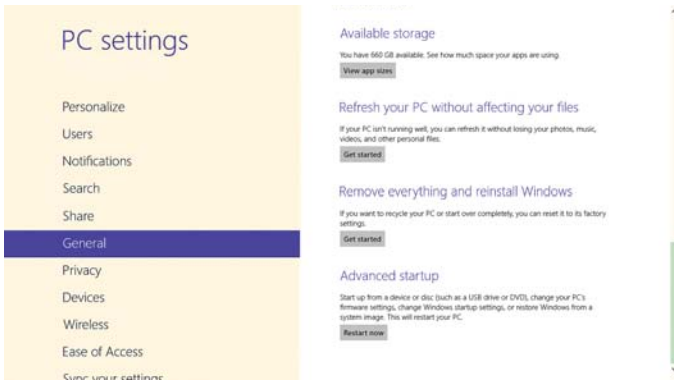 PC settings
Personalize
Users
Notifications
Search
Share
General
Privacy
Devices
Wireless
Ease of Access
Sync your settings
Available storage
You have 660 GB available. See how much space your apps are using.
View app sizes
Refresh your PC without affecting your files
If your PC isn't running well, you can refresh it without losing your photos, music,
videos, and other personal files.
Get started
Remove everything and reinstall Windows
If you want to recycle your PC or start over completely, you can reset it to its factory
settings.
Get started
Advanced startup
Start up from a device or disc (such as a USB drive or DVD), change your PC's
firmware settings, change Windows startup settings, or restore Windows from a
system image. This will restart your PC.
Restart now